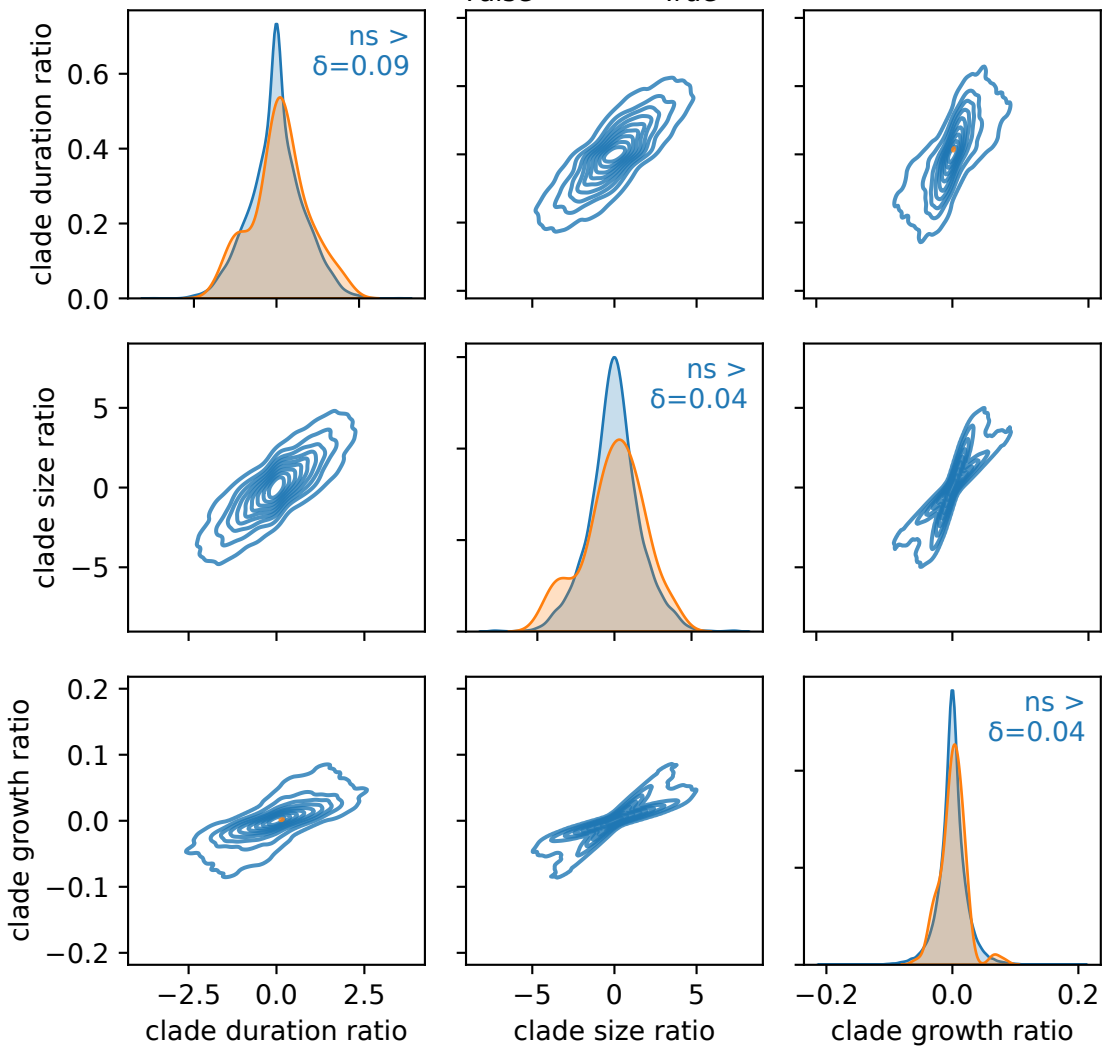 clade duration ratio
0.6
0.4
0.2
0.0
ns >
δ=0.09
clade size ratio
5
0
−5
ns >
δ=0.04
clade growth ratio
0.2
0.1
0.0
−0.1
−0.2
ns >
δ=0.04
−2.5 0.0 2.5
−5 0 5
−0.2 0.0 0.2
clade duration ratio
clade size ratio
clade growth ratio